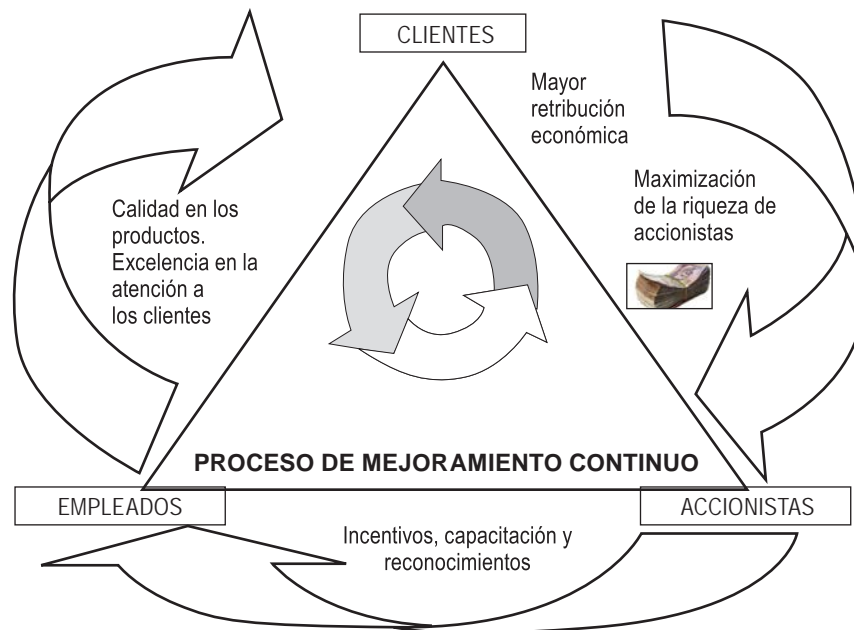 CLIENTES
Mayor
retribución
económica
Maximización
de la riqueza de
accionistas
Calidad en los
productos.
Excelencia en la
atención a
los clientes
PROCESO DE MEJORAMIENTO CONTINUO
EMPLEADOS
ACCIONISTAS
Incentivos, capacitación y
reconocimientos